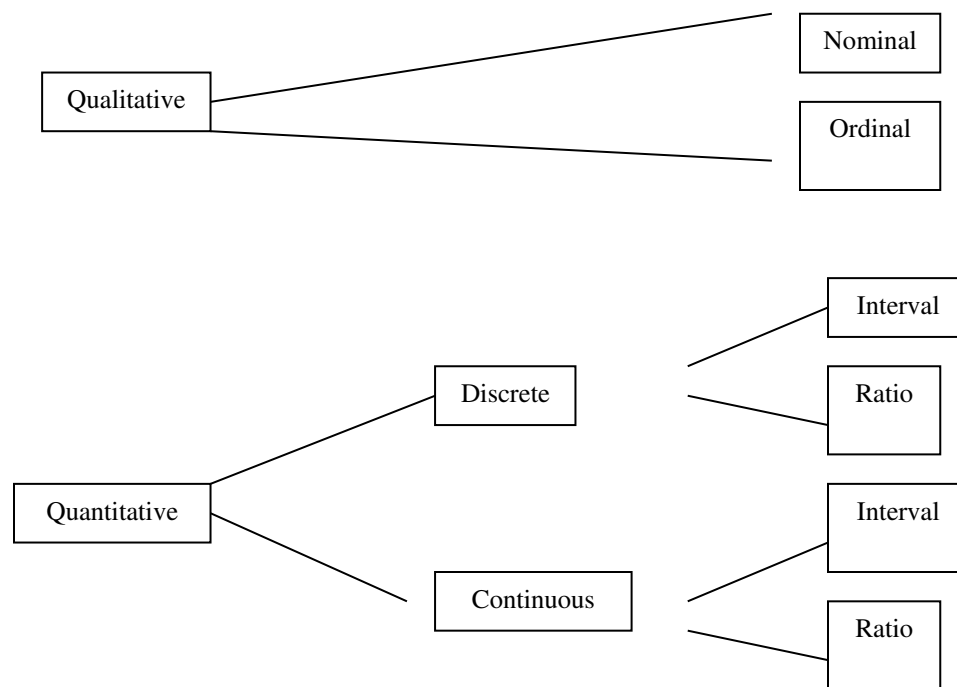 Nominal
Qualitative
Ordinal
Interval
Discrete
Ratio
Quantitative
Interval
Continuous
Ratio